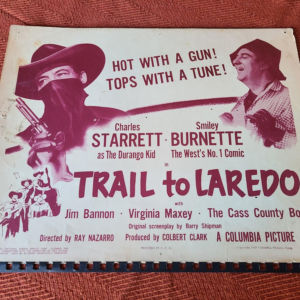 HOT WITH A GUN!
TOPS WITH A TUNE!
Charles
STARRETT
as The Durango Kid
Smiley
BURNETTE
The West's No. 1 Comic
in
TRAIL to LAREDO
with
Jim Bannon · Virginia Maxey · The Cass County Bo
Original screenplay by Barry Shipman
Directed by RAY NAZARRO Produced by COLBERT CLARK A COLUMBIA PICTURE